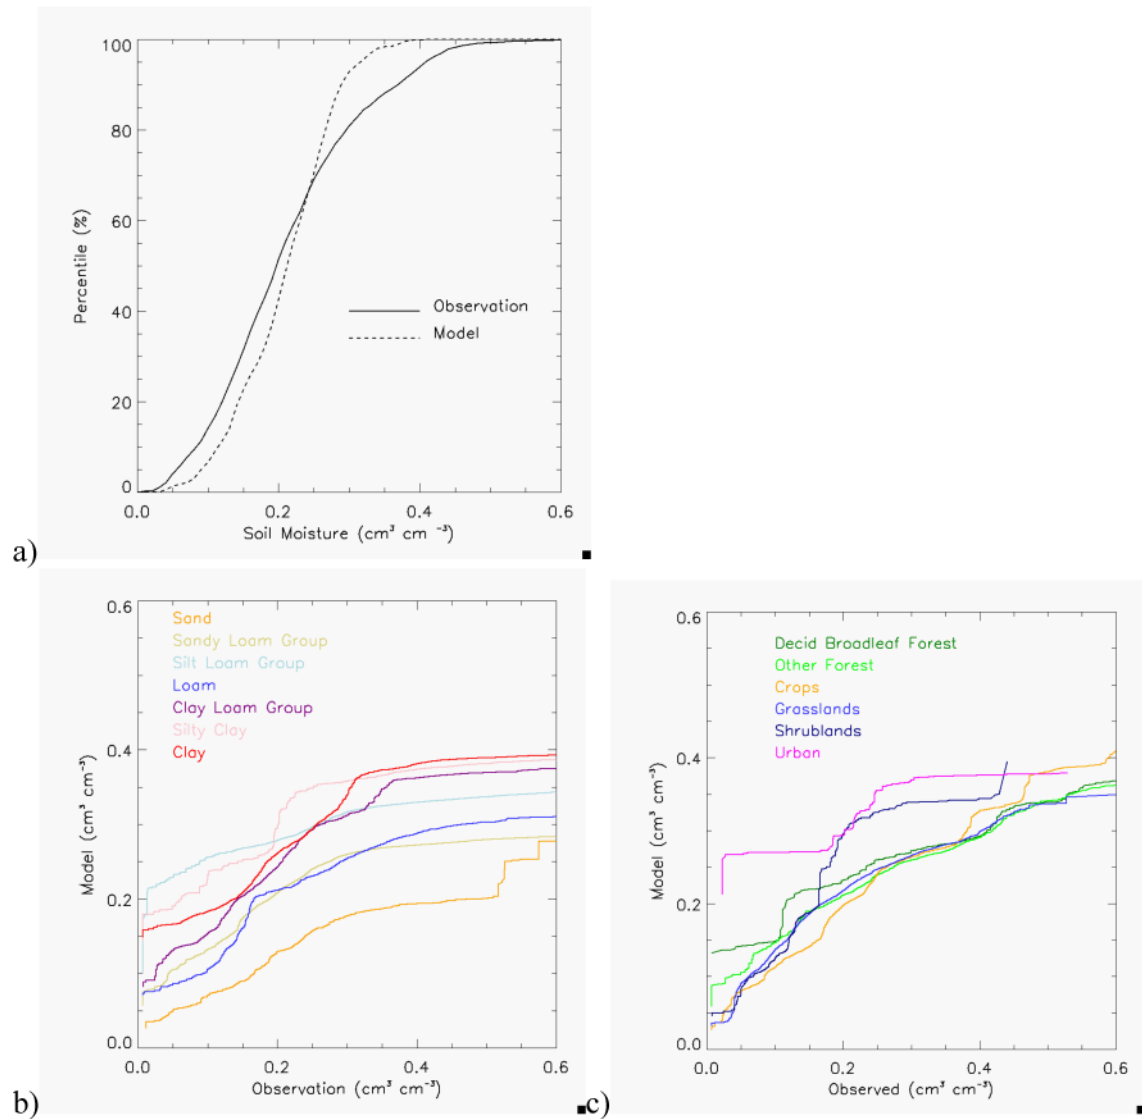 100
80
60
40
20
0
Percentile (%)
Observation
Model
0.0 0.2 0.4 0.6
Soil Moisture (cm³ cm⁻³)
a)
0.6
0.4
0.2
0.0
Model (cm³ cm⁻³)
Sand
Sandy Loam Group
Silt Loam Group
Loam
Clay Loam Group
Silty Clay
Clay
0.0 0.2 0.4 0.6
Observation (cm³ cm⁻³)
b)
0.6
0.4
0.2
0.0
Model (cm³ cm⁻³)
Decid Broadleaf Forest
Other Forest
Crops
Grasslands
Shrublands
Urban
0.0 0.2 0.4 0.6
Observed (cm³ cm⁻³)
c)